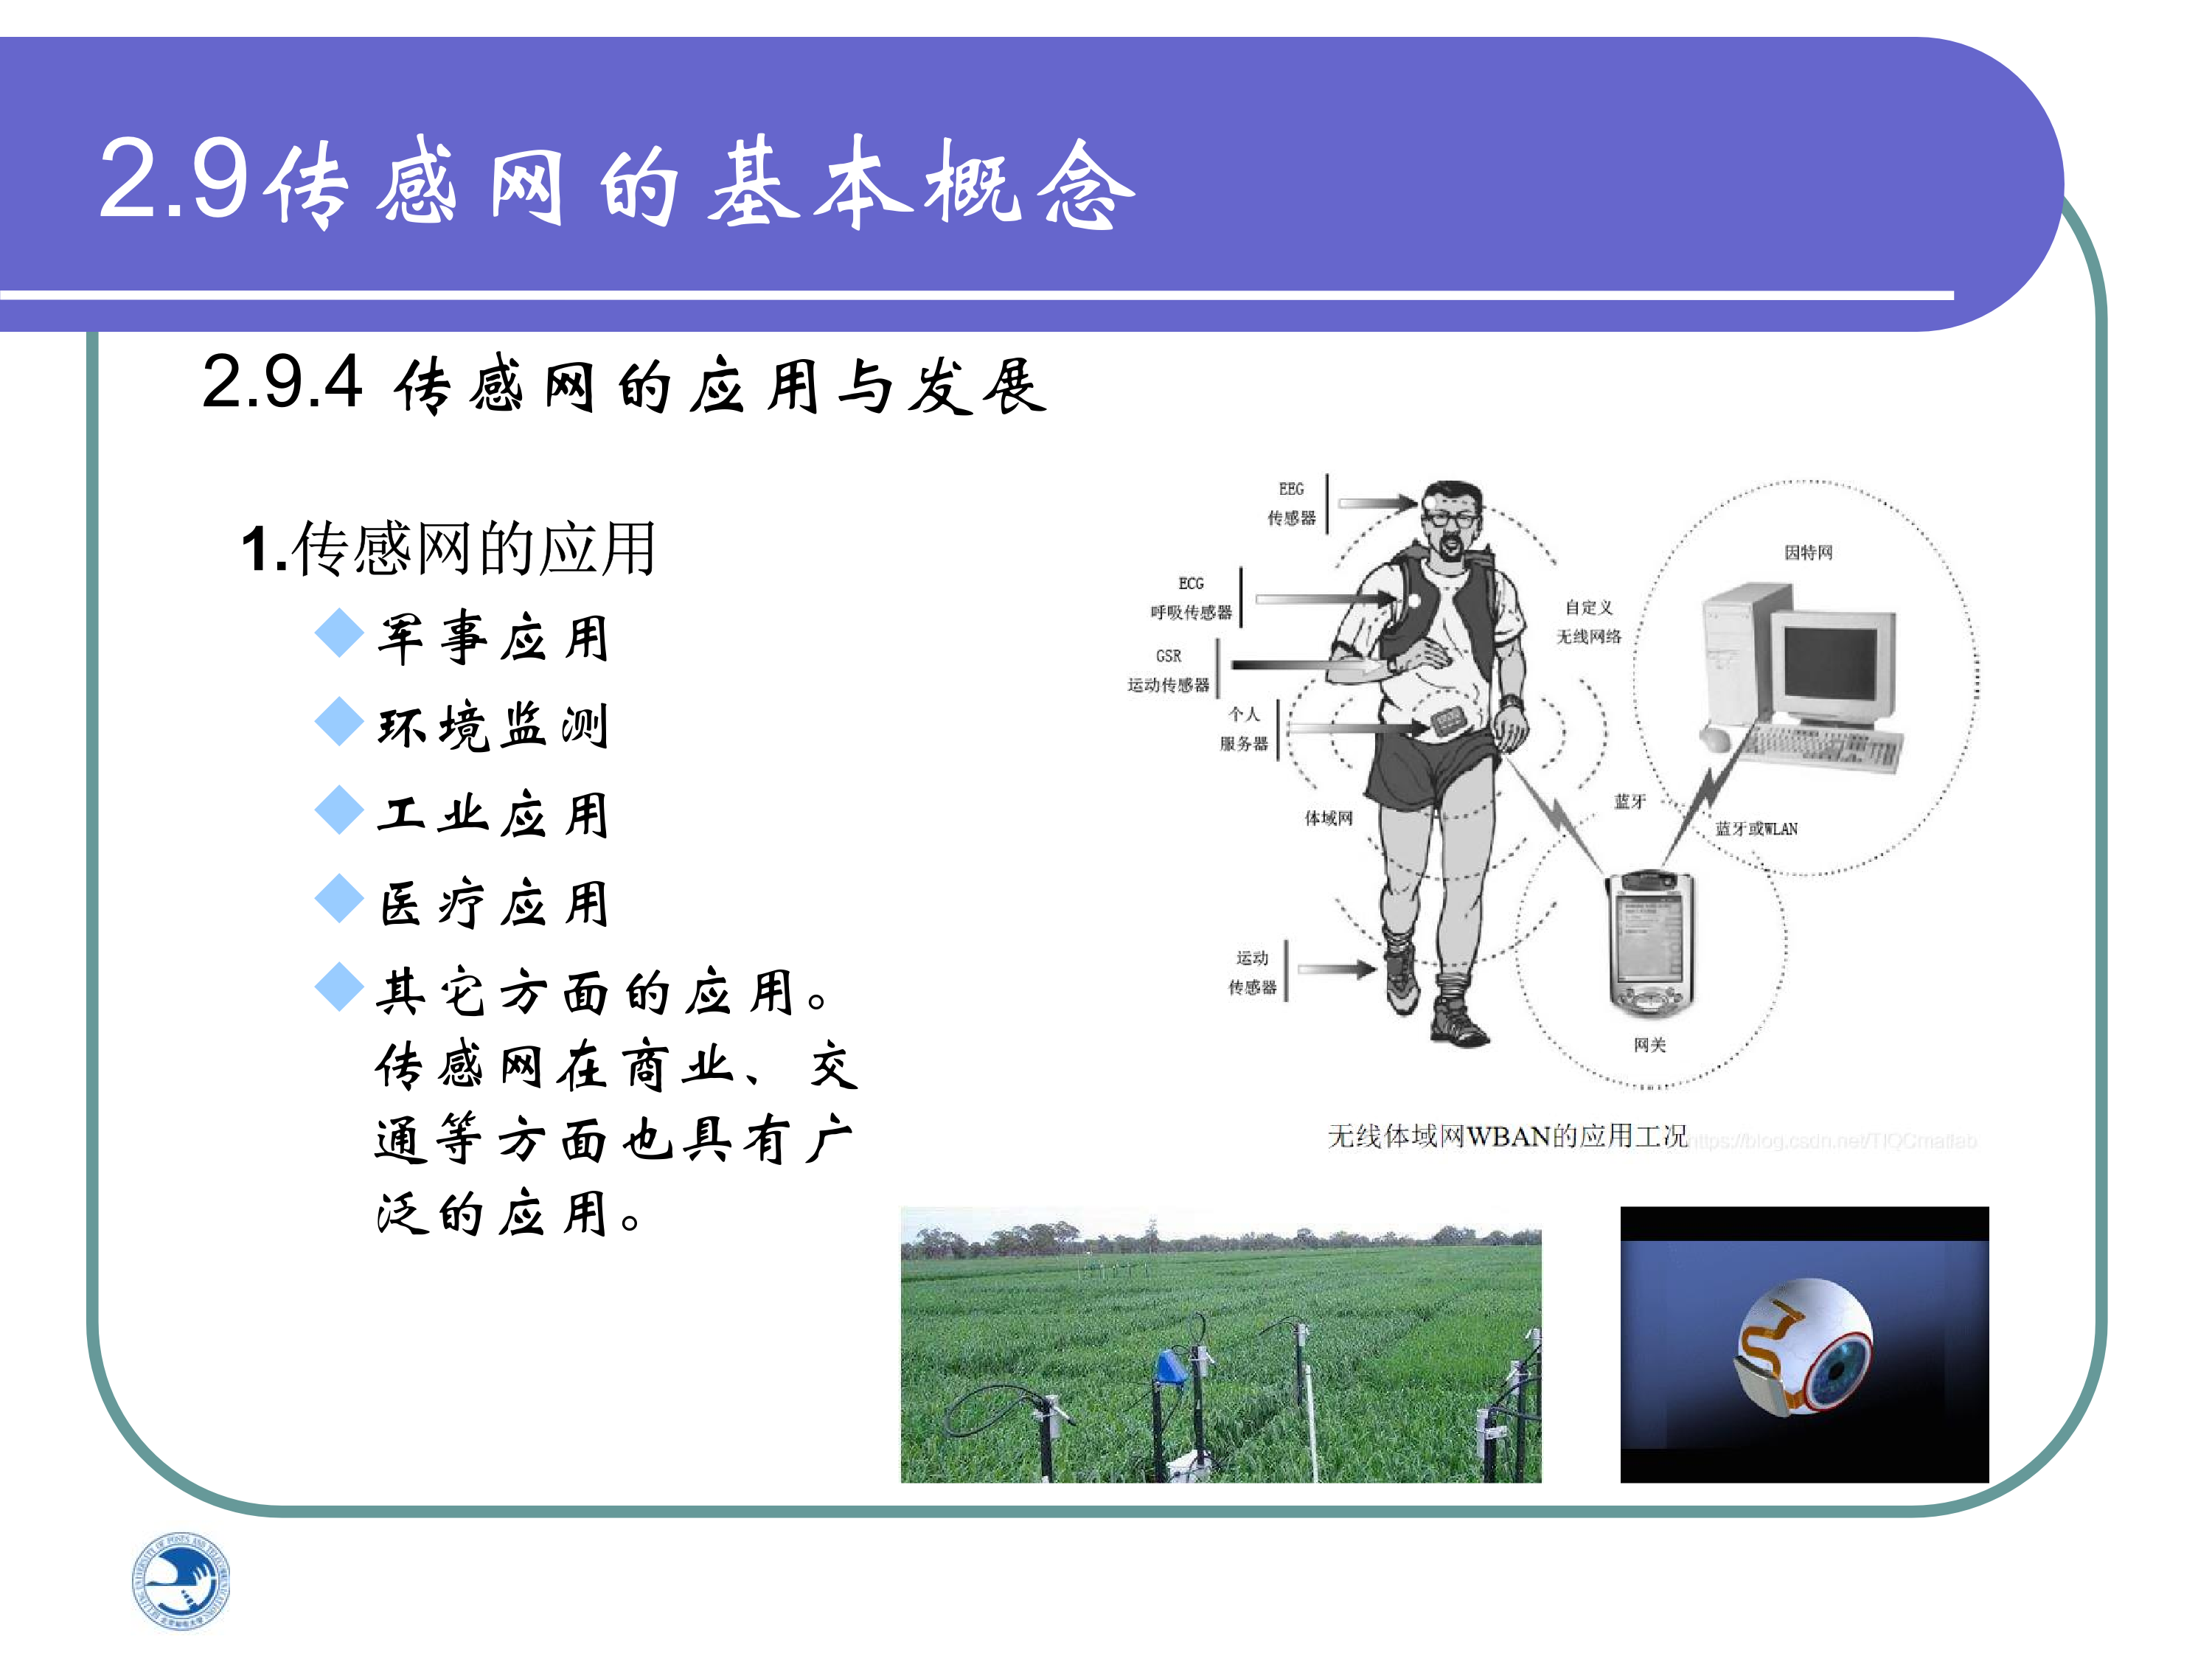 2.9传感网的基本概念
2.9.4 传感网的应用与发展
1.传感网的应用
军事应用
环境监测
工业应用
医疗应用
其它方面的应用。
传感网在商业、交
通等方面也具有广
泛的应用。
EEG
传感器
ECG
呼吸传感器
GSR
运动传感器
个人
服务器
体域网
运动
传感器
自定义
无线网络
因特网
蓝牙
蓝牙或WLAN
网关
无线体域网WBAN的应用工况
https://blog.csdn.net/TIQCmatlab